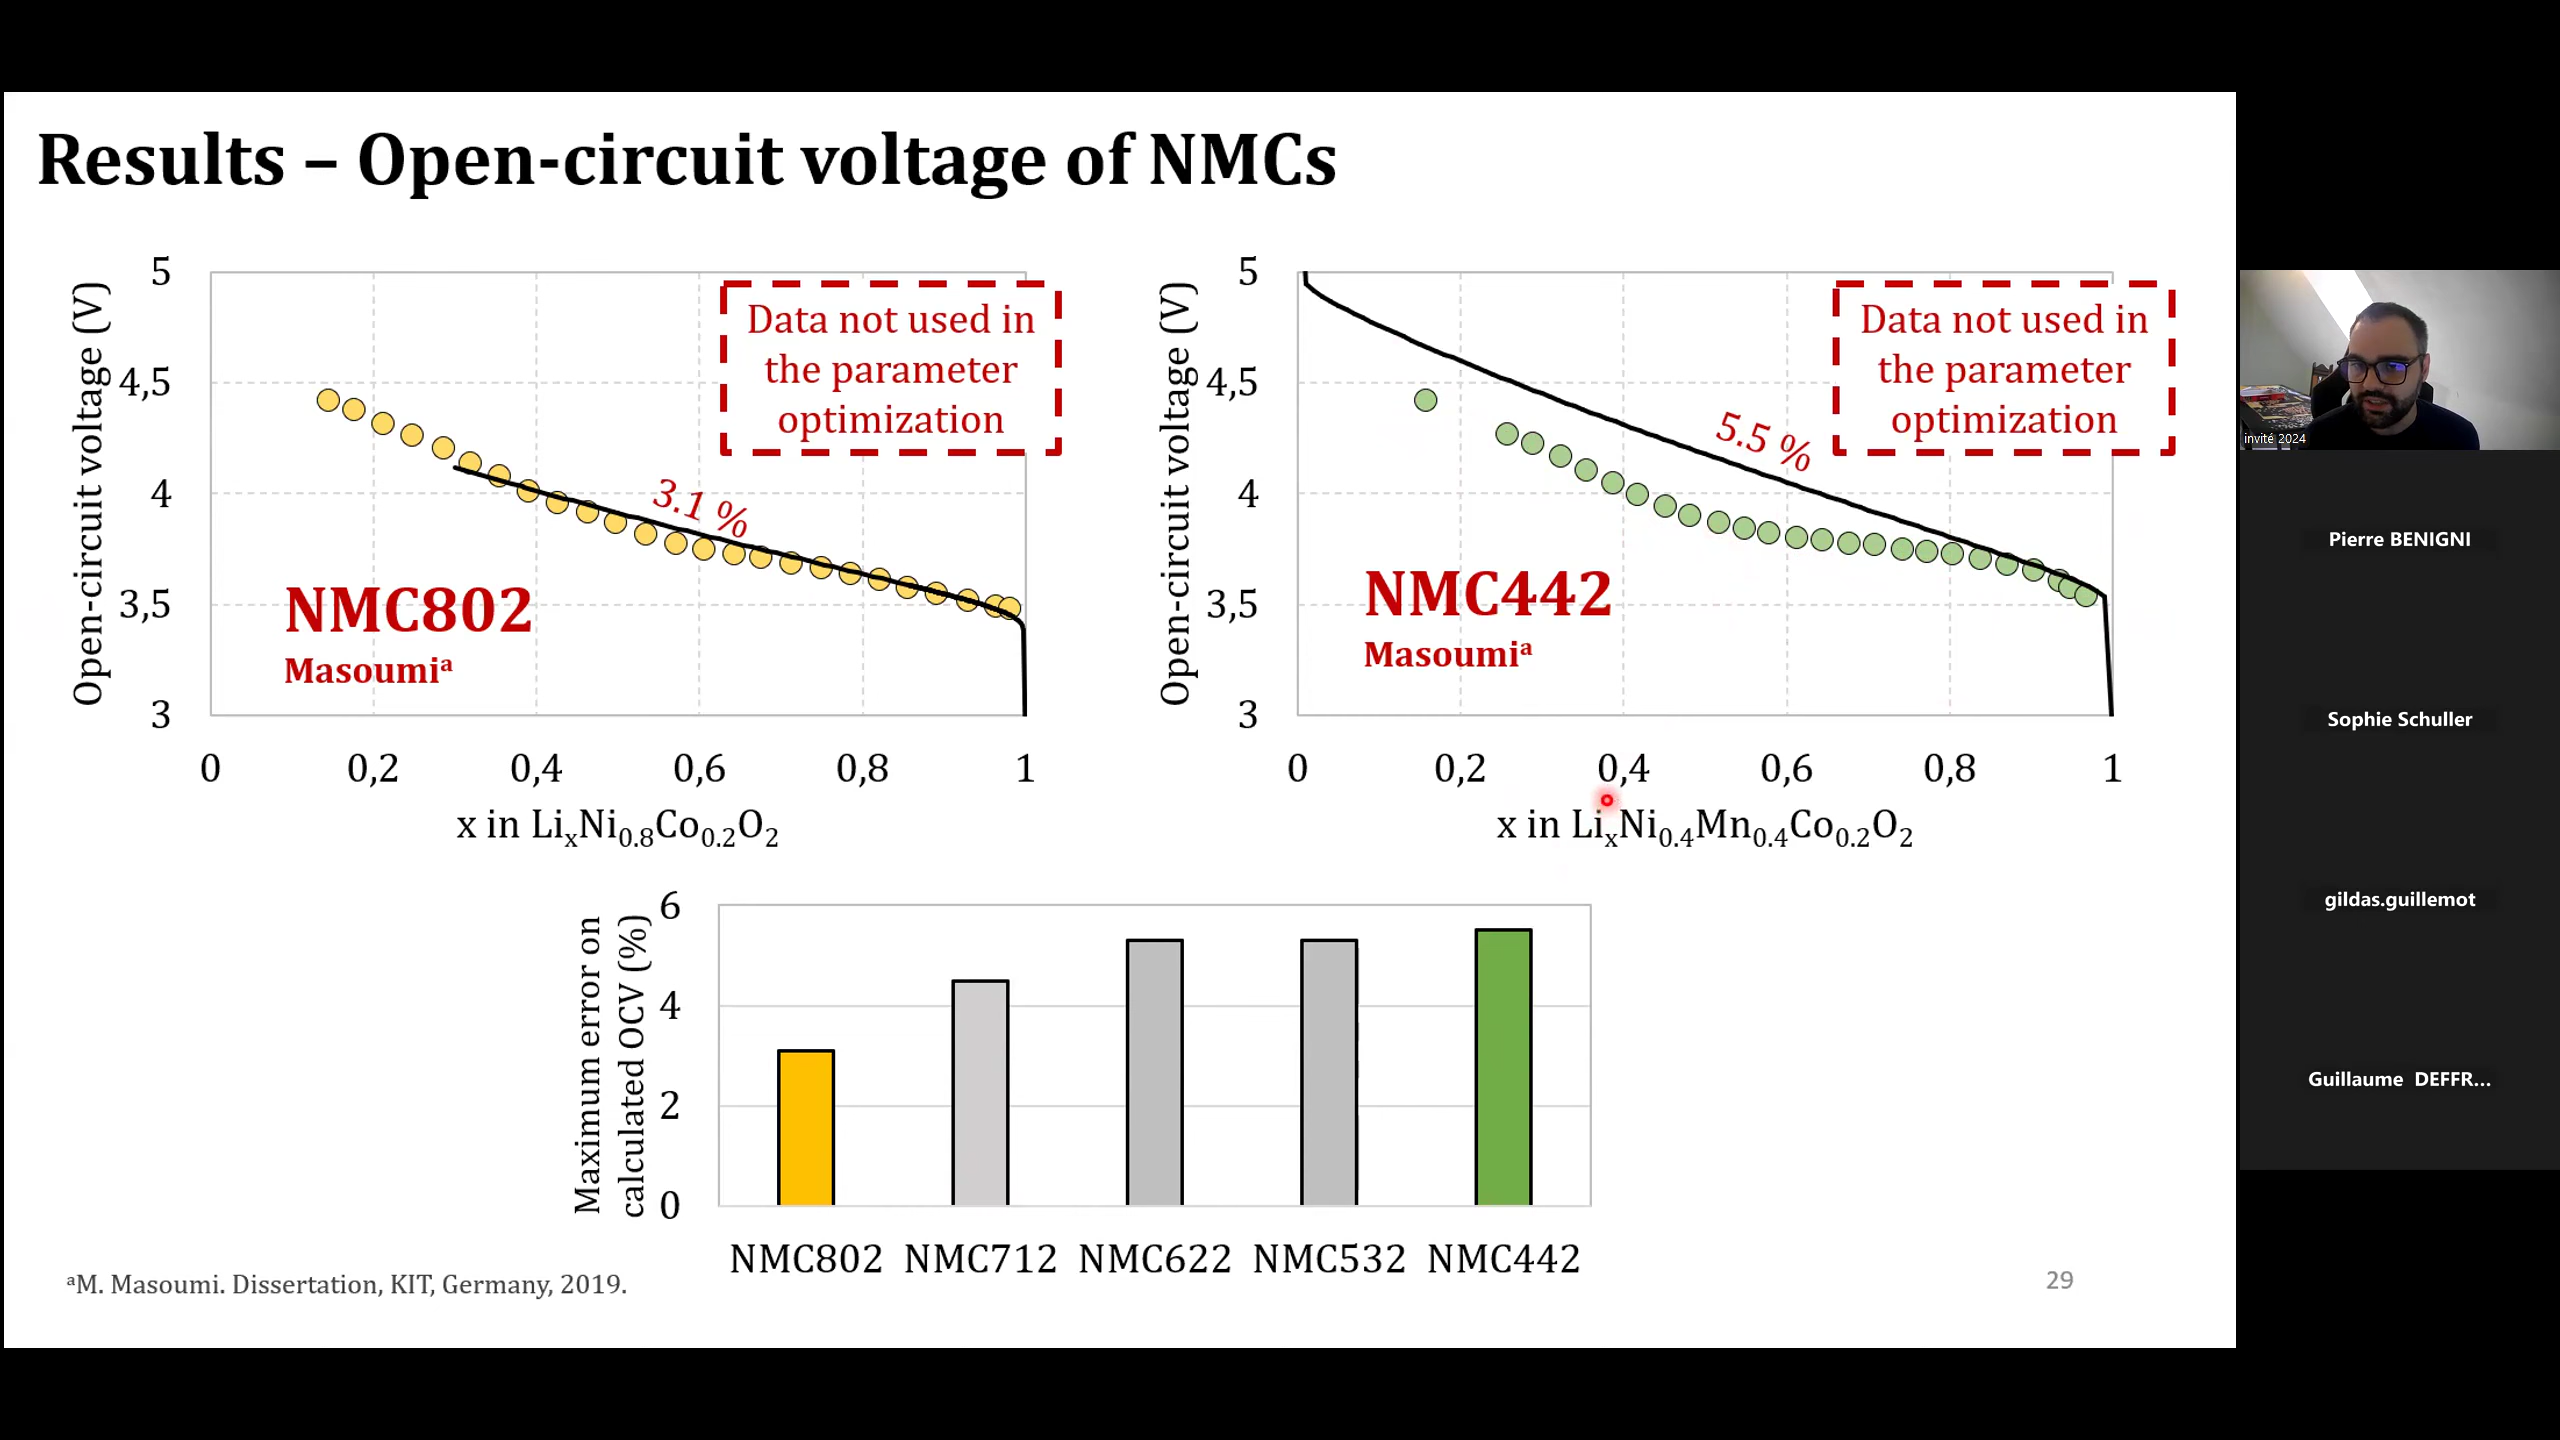 Results – Open-circuit voltage of NMCs
Open-circuit voltage (V)
5
4,5
4
3,5
3
0
0,2
0,4
0,6
0,8
1
x in LixNi0.8Co0.2O2
Data not used in
the parameter
optimization
3.1 %
NMC802
Masoumiª
Open-circuit voltage (V)
5
4,5
4
3,5
3
0
0,2
0,4
0,6
0,8
1
x in LixNi0.4Mn0.4Co0.2O2
Data not used in
the parameter
optimization
5.5 %
NMC442
Masoumiª
Maximum error on
calculated OCV (%)
6
4
2
0
NMC802
NMC712
NMC622
NMC532
NMC442
ªM. Masoumi. Dissertation, KIT, Germany, 2019.
29
invité 2024
Pierre BENIGNI
Sophie Schuller
gildas.guillemot
Guillaume DEFFR...